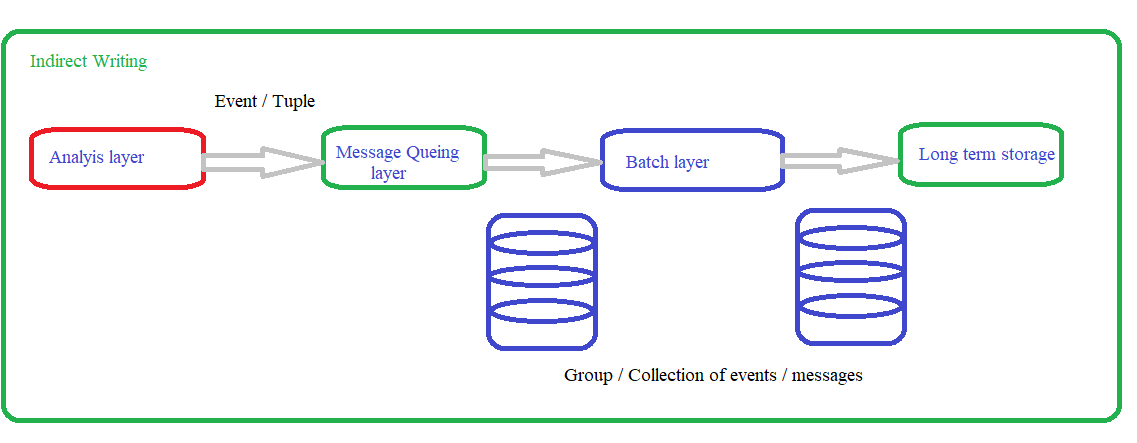 Indirect Writing
Event / Tuple
Analyis layer
Message Queing
layer
Batch layer
Long term storage
Group / Collection of events / messages